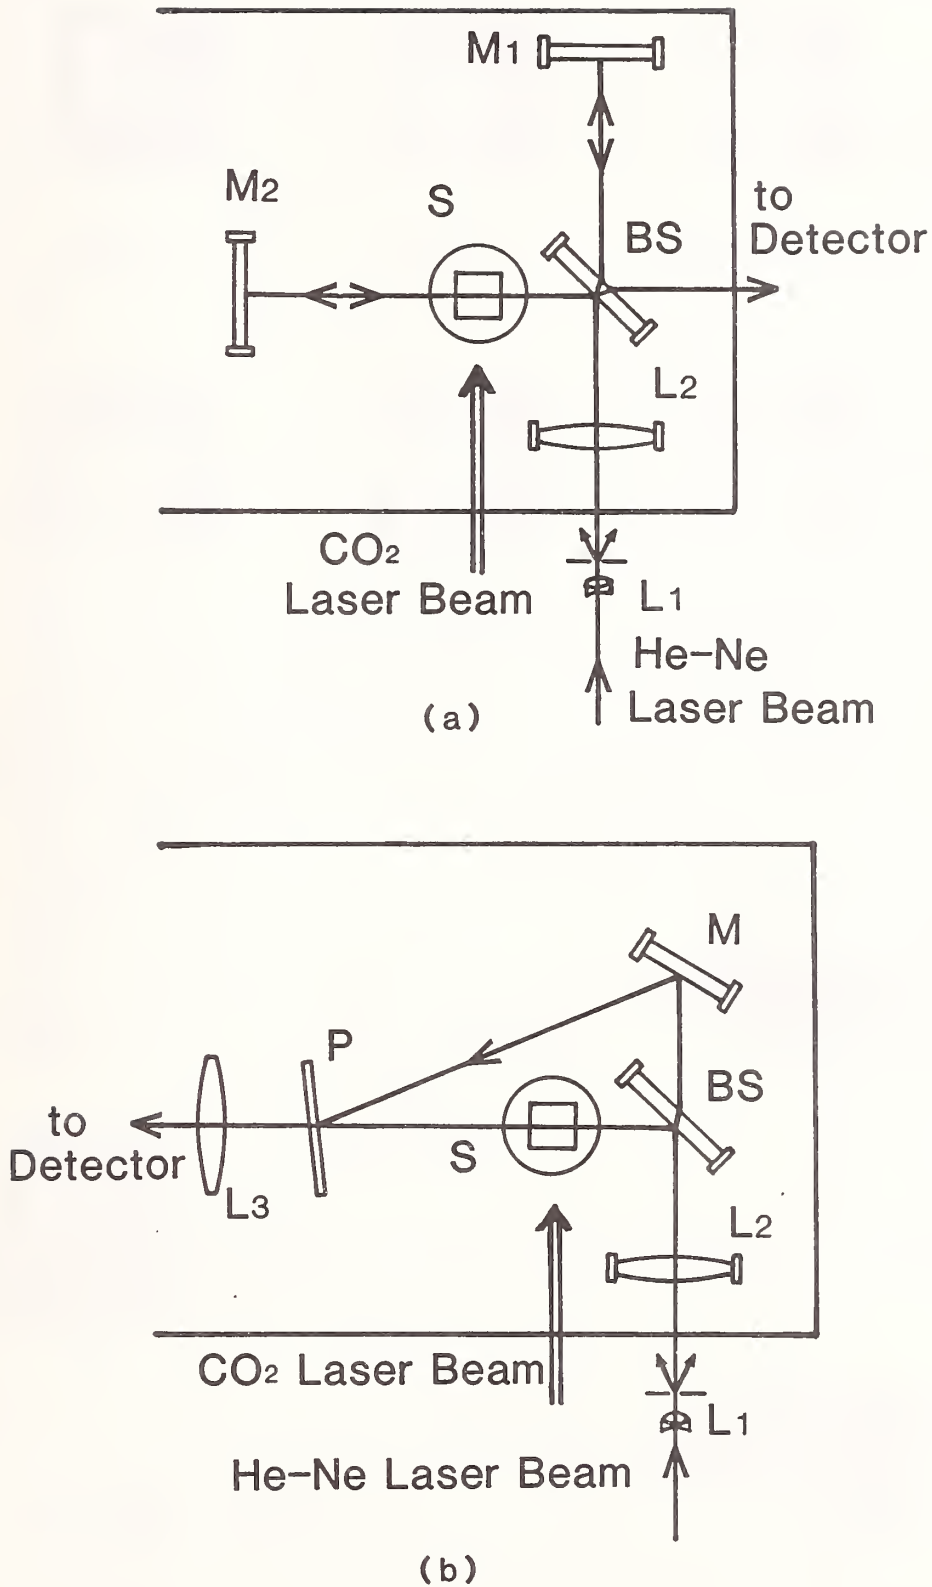 M1
M2
S
to
BS
Detector
L2
CO2
Laser Beam
L1
He-Ne
Laser Beam
(a)
M
P
BS
to
S
Detector
L3
L2
CO2 Laser Beam
L1
He-Ne Laser Beam
(b)